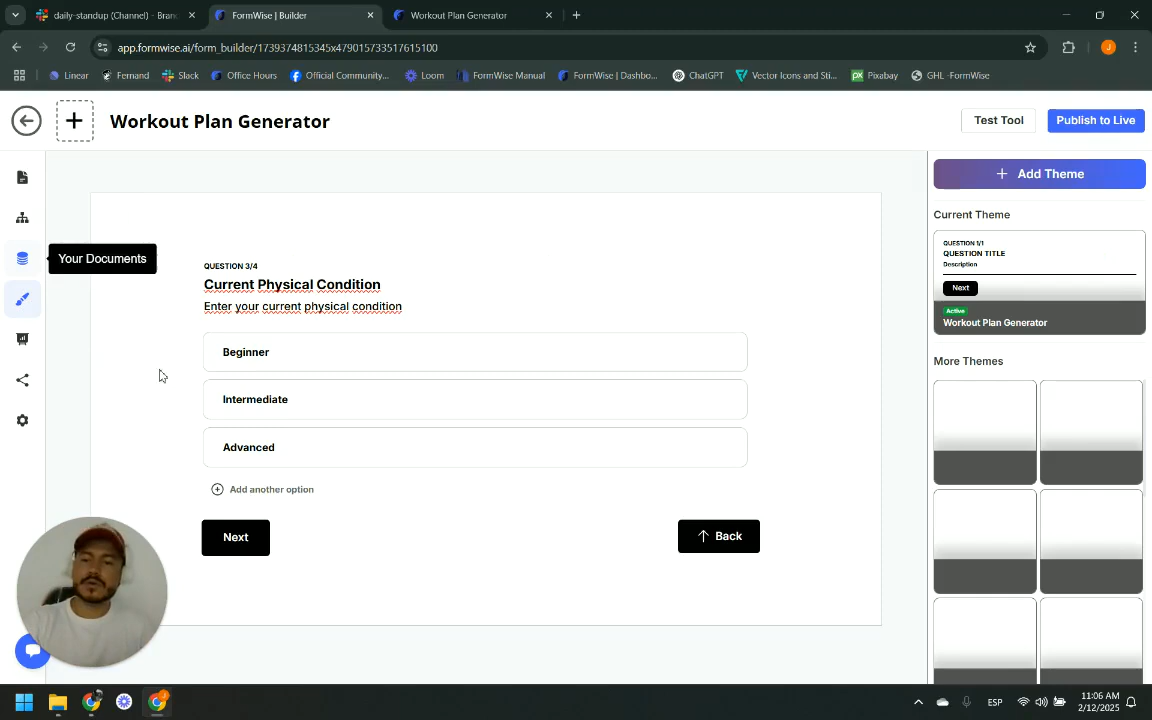 daily-standup (Channel) - Branc
FormWise | Builder
Workout Plan Generator
app.formwise.ai/form_builder/1739374815345x479015733517615100
J
Linear
Fernand
Slack
Office Hours
Official Community...
Loom
FormWise Manual
FormWise | Dashbo...
ChatGPT
Vector Icons and Sti...
Pixabay
GHL -FormWise
Workout Plan Generator
Test Tool
Publish to Live
Your Documents
QUESTION 3/4
Current Physical Condition
Enter your current physical condition
Beginner
Intermediate
Advanced
Add another option
Next
Back
Add Theme
Current Theme
QUESTION 1/1
QUESTION TITLE
Description
Next
Active
Workout Plan Generator
More Themes
ESP
11:06 AM
2/12/2025